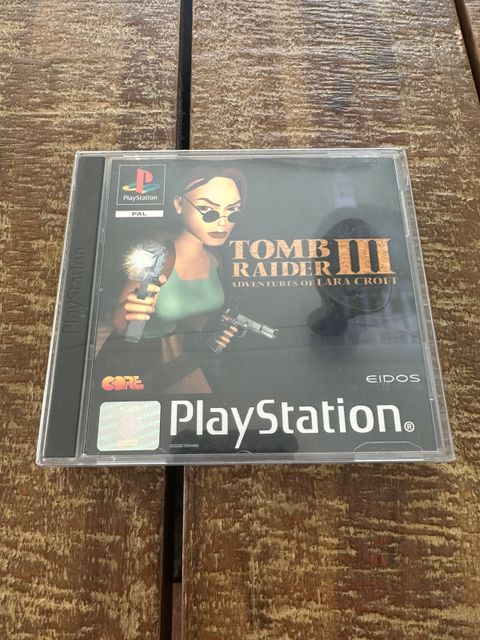 PlayStation
PAL
PlayStation
TOMB
RAIDER III
ADVENTURES OF LARA CROFT
CORE
EIDOS
PlayStation®